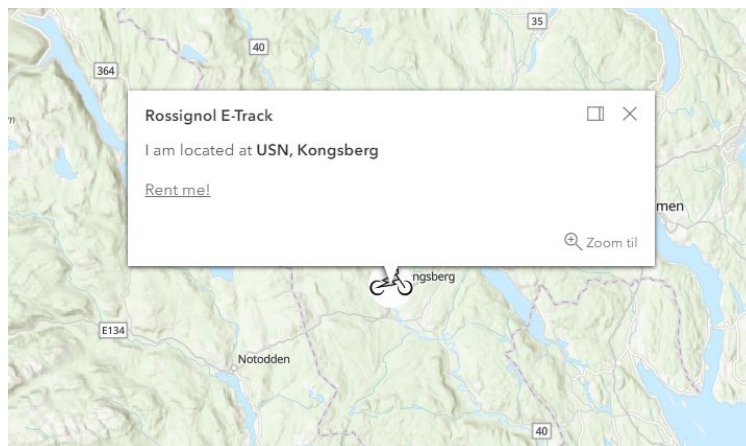 35
40
364
Rossignol E-Track
I am located at USN, Kongsberg
Rent me!
men
Zoom til
ngsberg
E134
Notodden
40